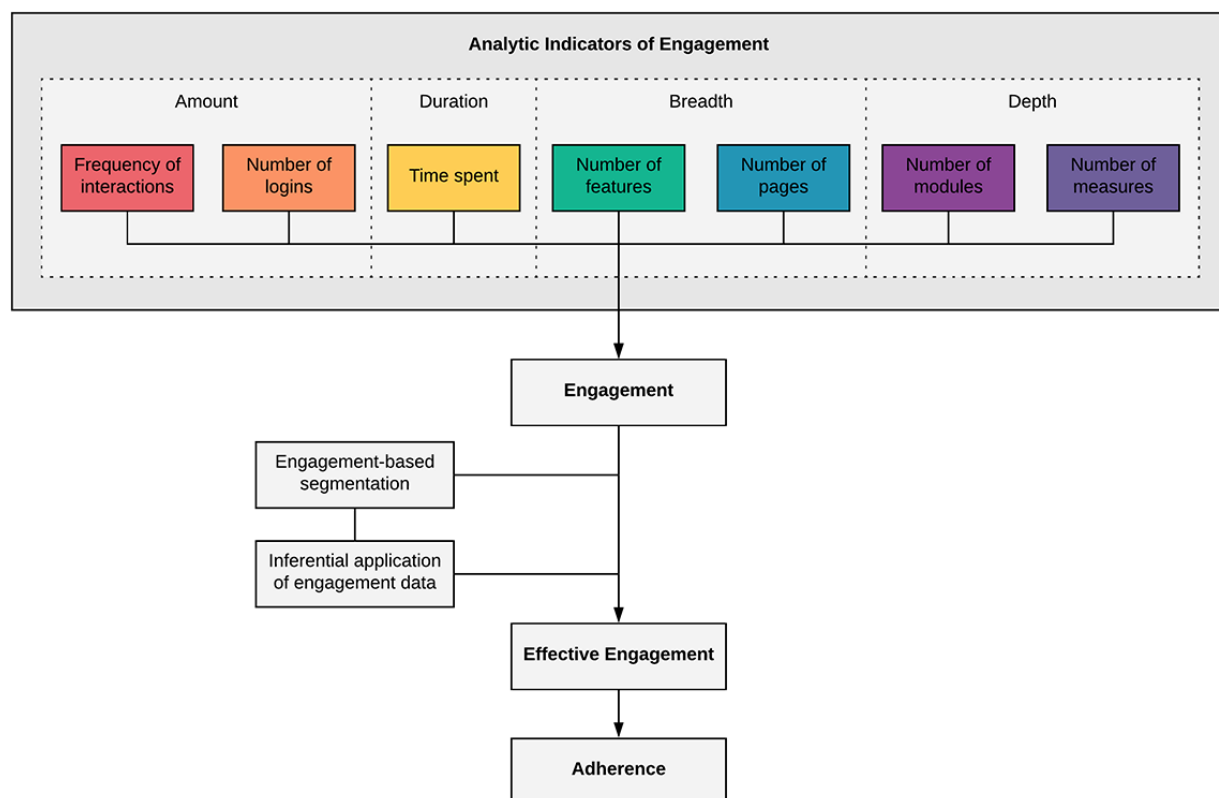 Analytic Indicators of Engagement
Amount
Duration
Breadth
Depth
Frequency of
interactions
Number of
logins
Time spent
Number of
features
Number of
pages
Number of
modules
Number of
measures
Engagement
Engagement-based
segmentation
Inferential application
of engagement data
Effective Engagement
Adherence